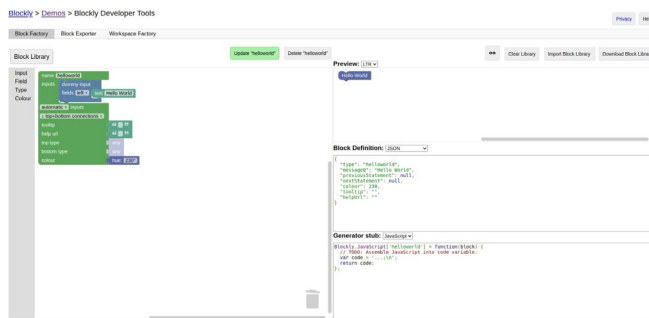 Blockly > Demos > Blockly Developer Tools
Privacy
Block Factory Block Exporter Workspace Factory
Block Library
Update "helloworld" Delete "helloworld"
Clear Library Import Block Library Download Block Libra
Preview: LTR
Hello World
Input
Field
Type
Colour
name helloworld
inputs dummy input
fields left text Hello World
automatic inputs
↕ top+bottom connections
tooltip “ ”
help url “ ”
top type any
bottom type any
colour hue: 230°
Block Definition: JSON
{
"type": "helloworld",
"message0": "Hello World",
"previousStatement": null,
"nextStatement": null,
"colour": 230,
"tooltip": "",
"helpUrl": ""
}
Generator stub: JavaScript
Blockly.JavaScript['helloworld'] = function(block) {
// TODO: Assemble JavaScript into code variable.
var code = '...;\n';
return code;
};